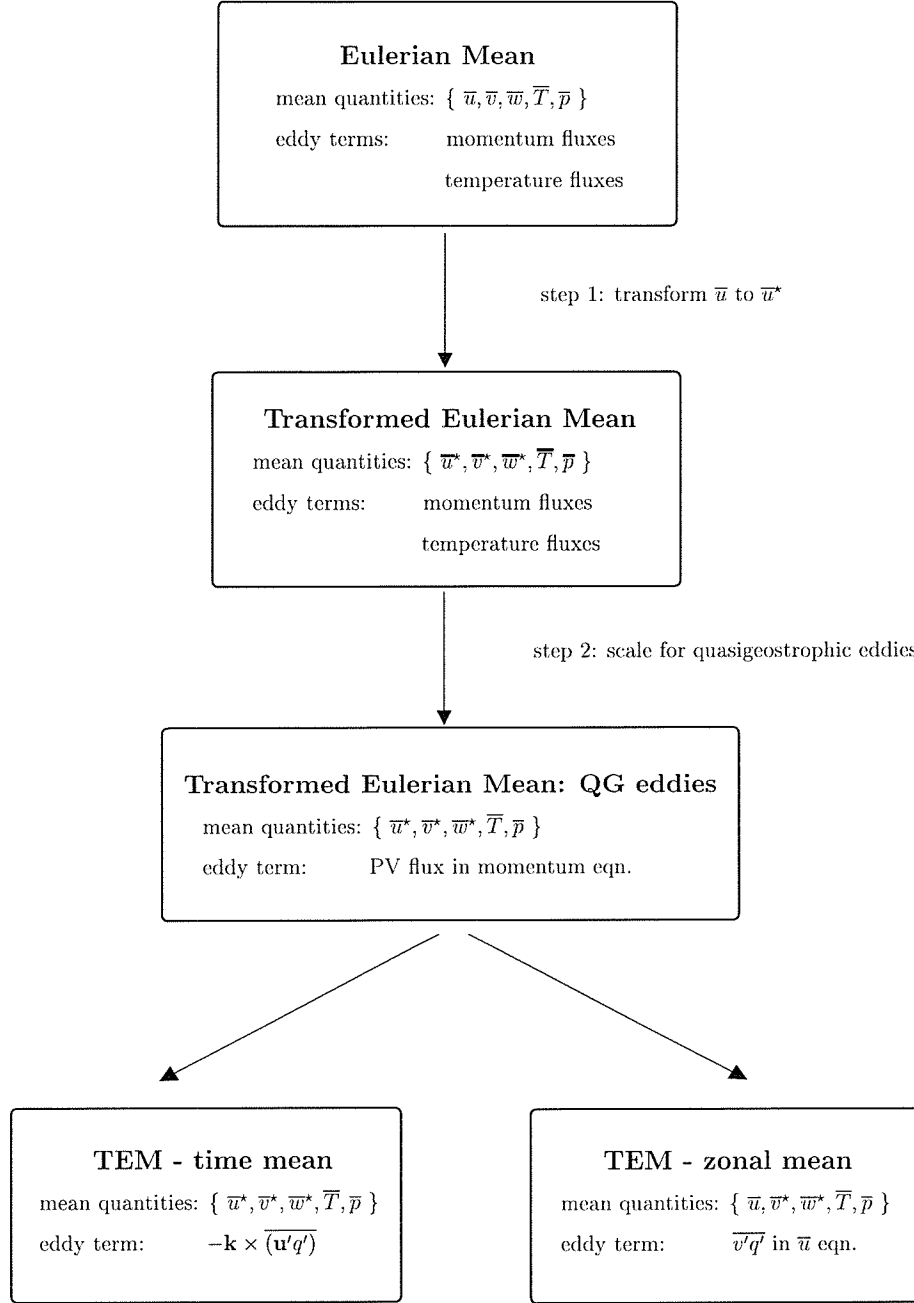 Eulerian Mean
mean quantities: { u̅, v̅, w̅, T̅, p̅ }
eddy terms: momentum fluxes
temperature fluxes
step 1: transform u̅ to u̅*
Transformed Eulerian Mean
mean quantities: { u̅*, v̅*, w̅*, T̅, p̅ }
eddy terms: momentum fluxes
temperature fluxes
step 2: scale for quasigeostrophic eddies
Transformed Eulerian Mean: QG eddies
mean quantities: { u̅*, v̅*, w̅*, T̅, p̅ }
eddy term: PV flux in momentum eqn.
TEM - time mean
mean quantities: { u̅*, v̅*, w̅*, T̅, p̅ }
eddy term: −k × \overline{(u′q′)}
TEM - zonal mean
mean quantities: { u̅, v̅*, w̅*, T̅, p̅ }
eddy term: \overline{v′q′} in u̅ eqn.